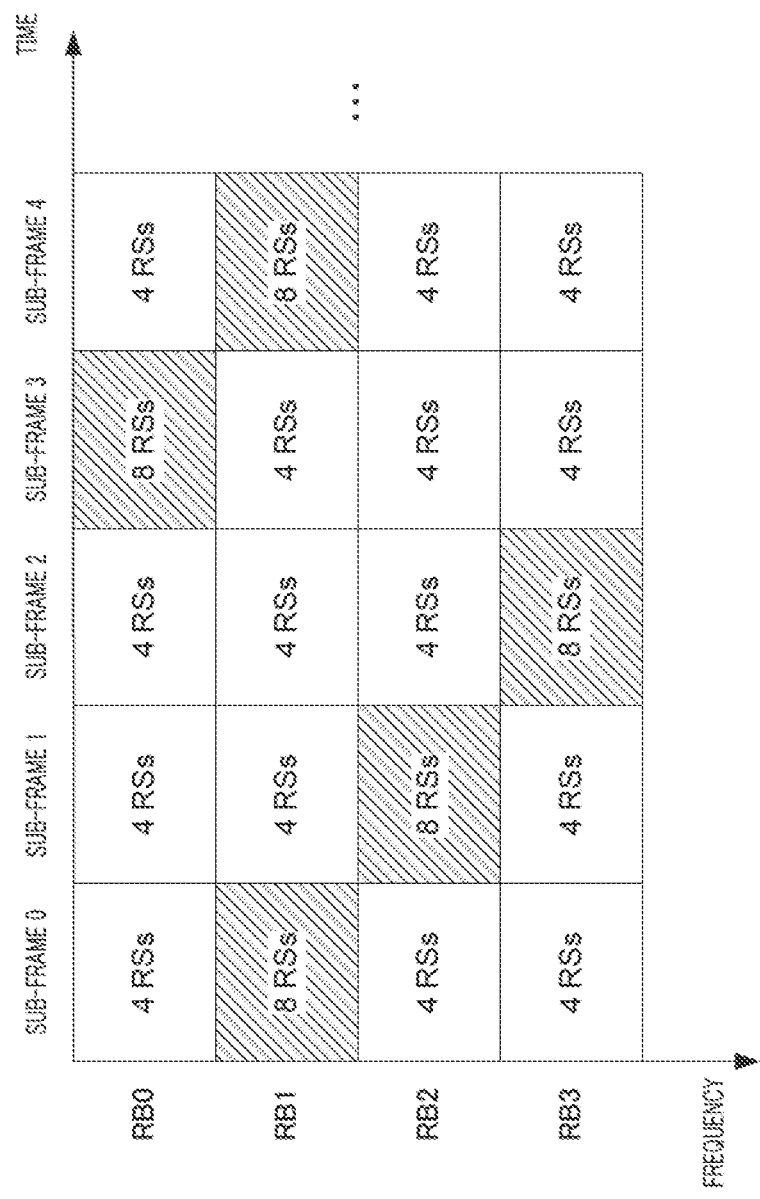 TIME
SUB-FRAME 0
SUB-FRAME 1
SUB-FRAME 2
SUB-FRAME 3
SUB-FRAME 4
RB0
4 RSs
4 RSs
4 RSs
8 RSs
4 RSs
RB1
8 RSs
4 RSs
4 RSs
4 RSs
8 RSs
...
RB2
4 RSs
8 RSs
4 RSs
4 RSs
4 RSs
RB3
4 RSs
4 RSs
8 RSs
4 RSs
4 RSs
FREQUENCY